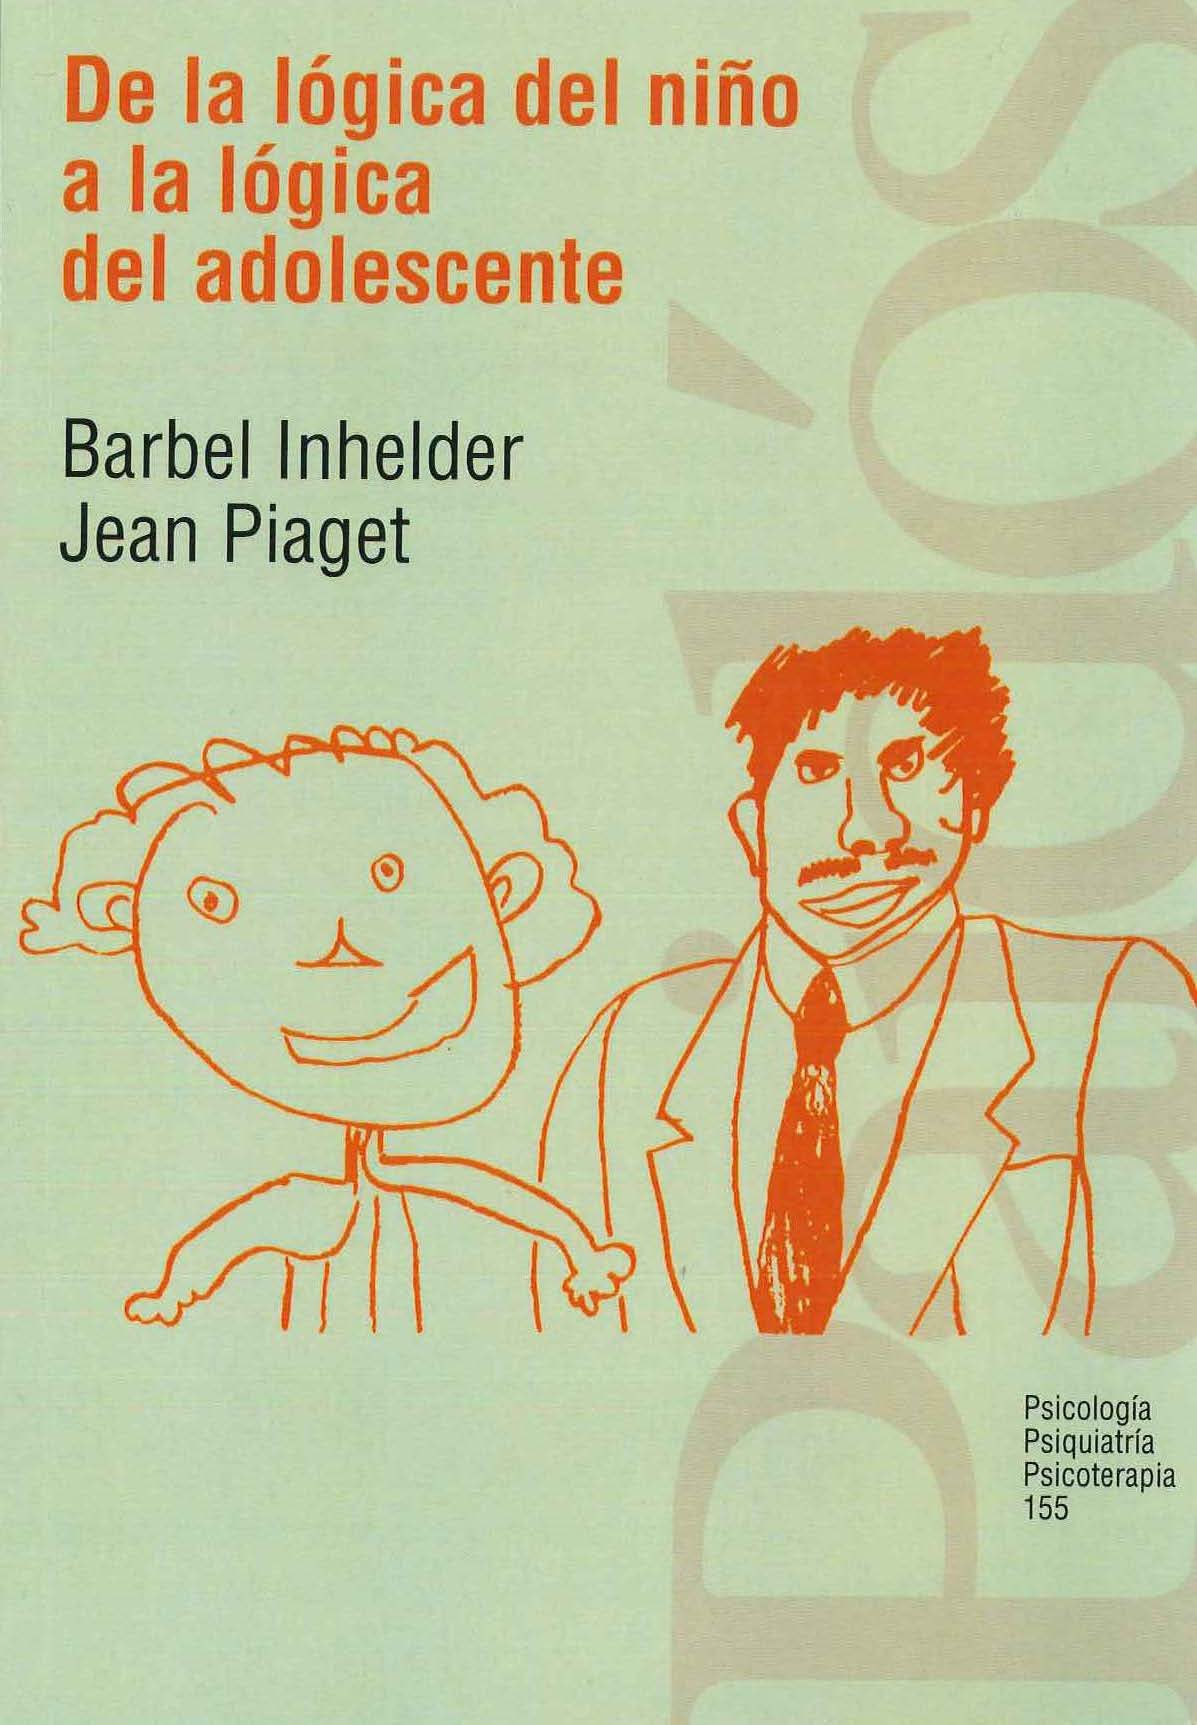 De la lógica del niño
a la lógica
del adolescente
Barbel Inhelder
Jean Piaget
Paidós
Psicología
Psiquiatría
Psicoterapia
155